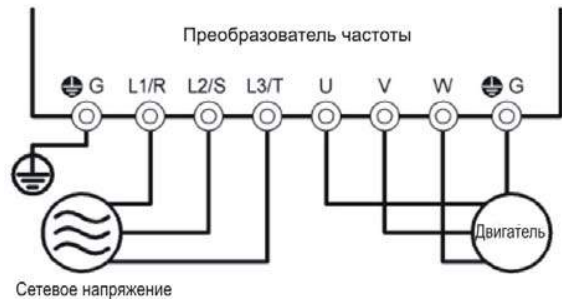 Преобразователь частоты
G L1/R L2/S L3/T U V W G
Двигатель
Сетевое напряжение